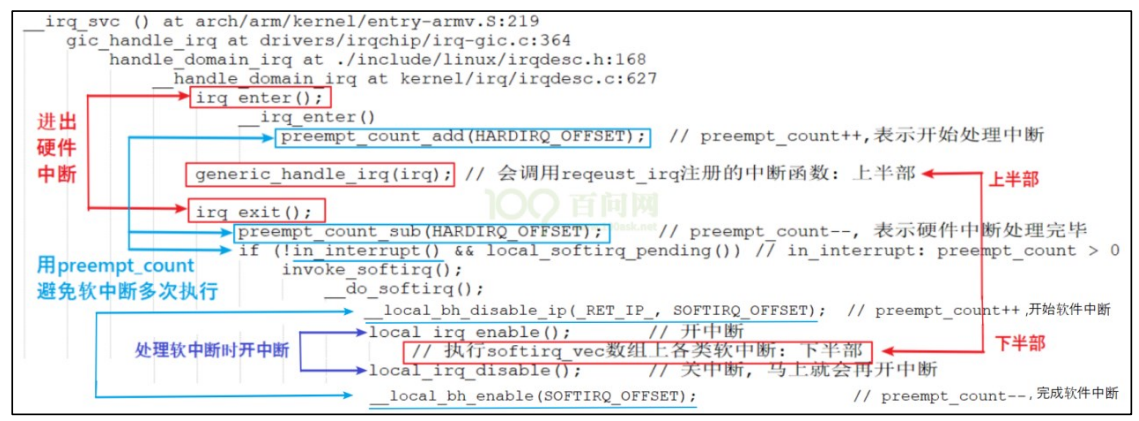 __irq_svc () at arch/arm/kernel/entry-armv.S:219
gic_handle_irq at drivers/irqchip/irq-gic.c:364
handle_domain_irq at ./include/linux/irqdesc.h:168
__handle_domain_irq at kernel/irq/irqdesc.c:627
irq_enter();
__irq_enter()
进出
硬件
中断
preempt_count_add(HARDIRQ_OFFSET); // preempt_count++,表示开始处理中断
generic_handle_irq(irq); // 会调用reqeust_irq注册的中断函数: 上半部
上半部
100 百问网
irq_exit();
preempt_count_sub(HARDIRQ_OFFSET); // preempt_count--, 表示硬件中断处理完毕
if (!in_interrupt() && local_softirq_pending()) // in_interrupt: preempt_count > 0
用preempt_count
避免软中断多次执行
invoke_softirq();
__do_softirq();
__local_bh_disable_ip(_RET_IP_, SOFTIRQ_OFFSET); // preempt_count++ ,开始软件中断
处理软中断时开中断
local_irq_enable(); // 开中断
// 执行softirq_vec数组上各类软中断: 下半部
下半部
local_irq_disable(); // 关中断, 马上就会再开中断
__local_bh_enable(SOFTIRQ_OFFSET); // preempt_count--,完成软件中断